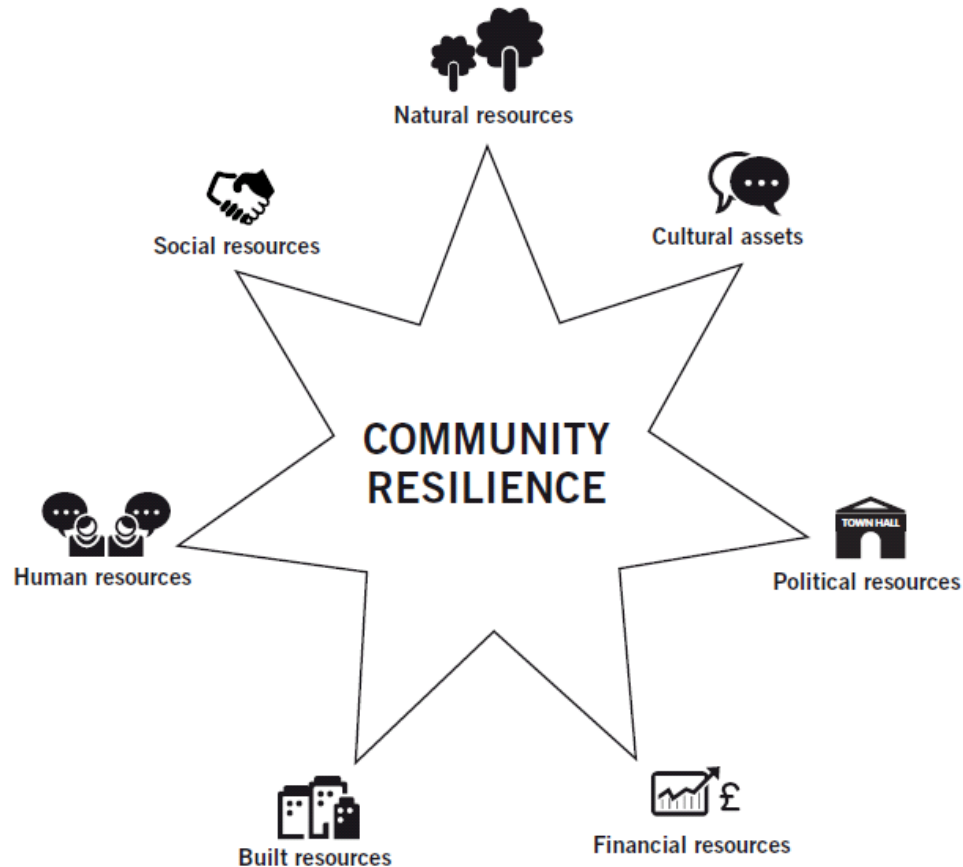 Natural resources
Social resources
Cultural assets
COMMUNITY
RESILIENCE
TOWN HALL
Human resources
Political resources
£
Built resources
Financial resources